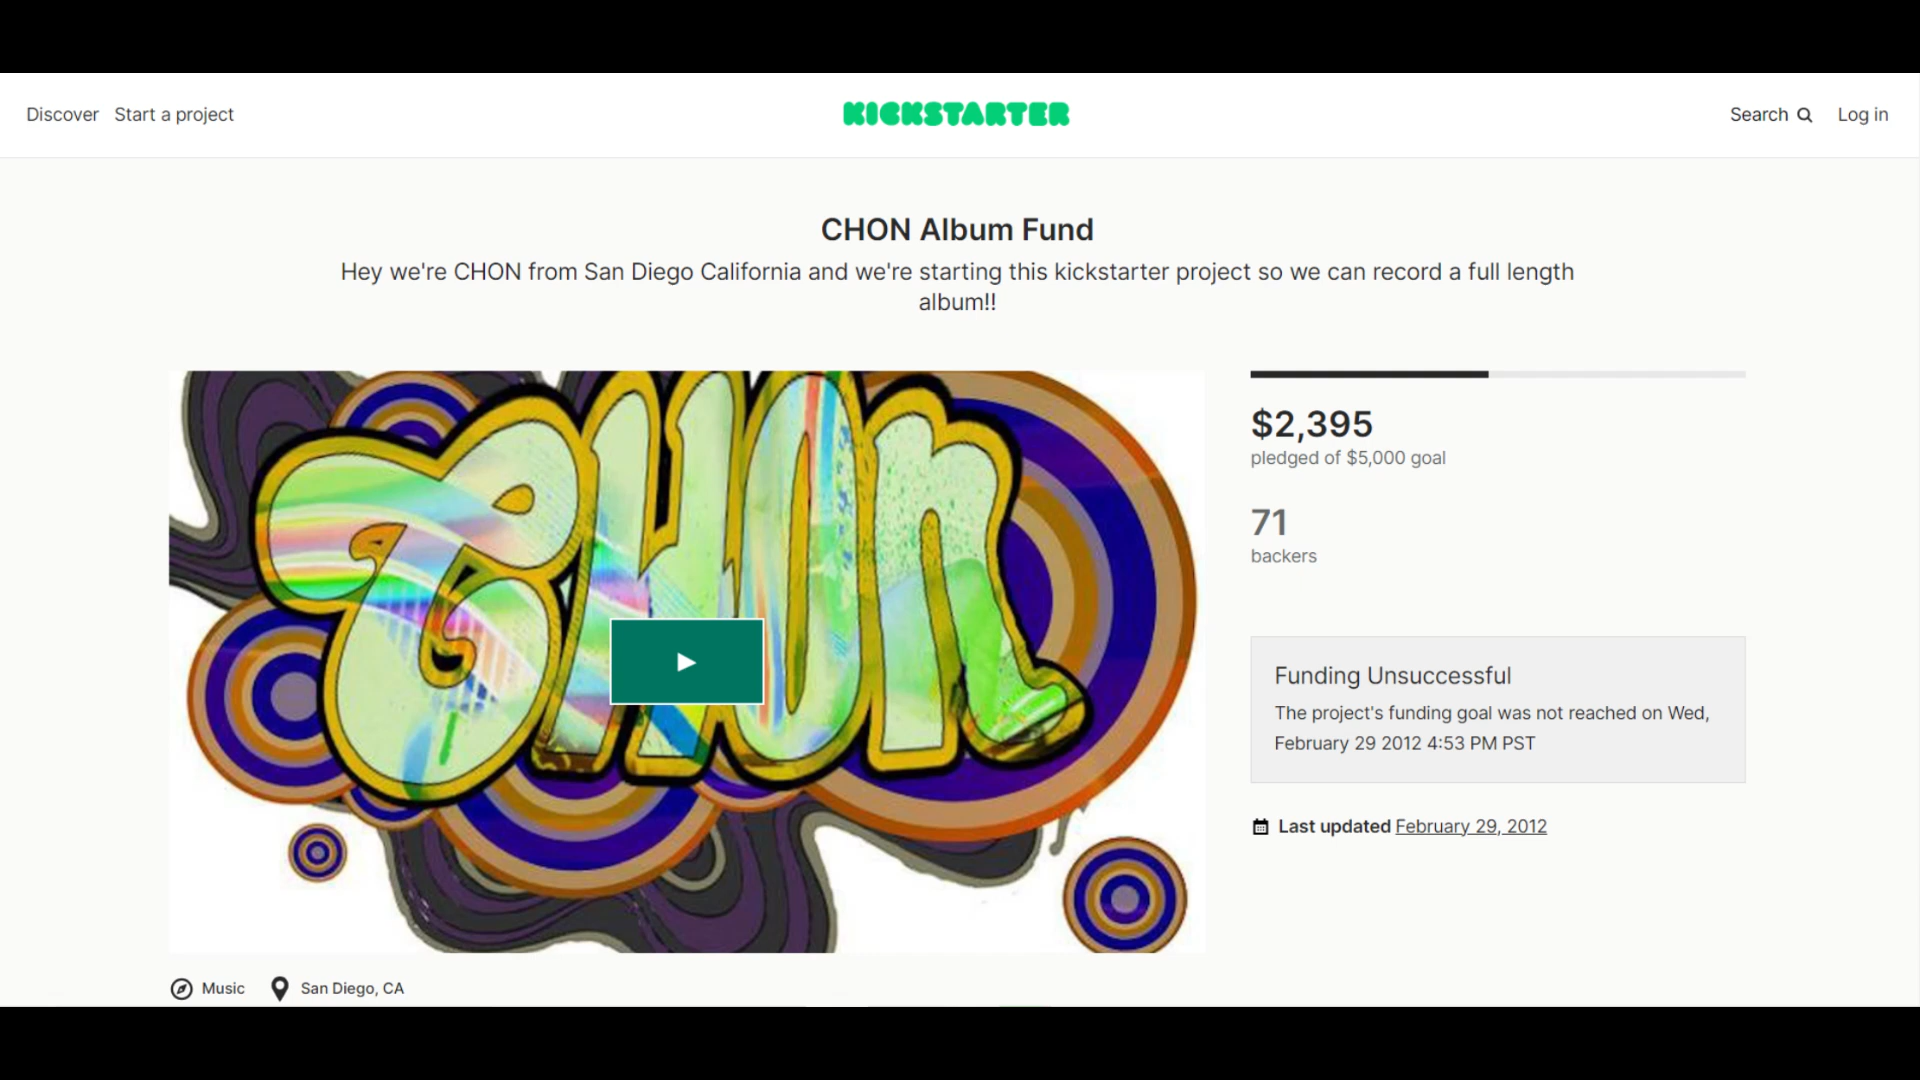 Discover Start a project KICKSTARTER Search Log in
CHON Album Fund
Hey we're CHON from San Diego California and we're starting this kickstarter project so we can record a full length
album!!
CHON
$2,395
pledged of $5,000 goal
71
backers
Funding Unsuccessful
The project's funding goal was not reached on Wed,
February 29 2012 4:53 PM PST
Last updated February 29, 2012
Music San Diego, CA